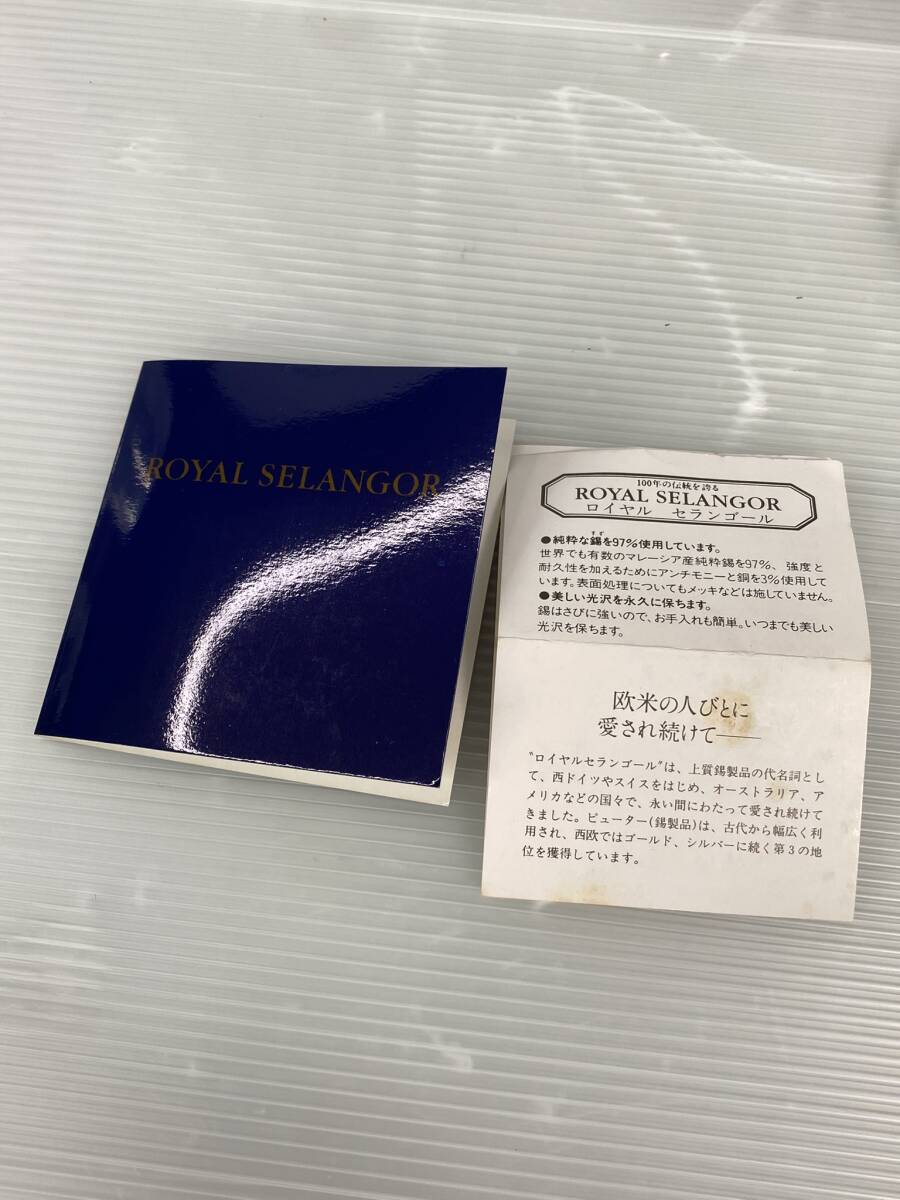 ROYAL SELANGOR
100年の伝統を誇る
ROYAL SELANGOR
ロイヤル セランゴール
●純粋な錫を97%使用しています。
世界でも有数のマレーシア産純粋錫を97%、強度と
耐久性を加えるためにアンチモニーと銅を3%使用して
います。表面処理についてもメッキなどは施していません。
●美しい光沢を永久に保ちます。
錫はさびに強いので、お手入れも簡単。いつまでも美しい
光沢を保ちます。
欧米の人びとに
愛され続けて──
"ロイヤルセランゴール"は、上質錫製品の代名詞とし
て、西ドイツやスイスをはじめ、オーストラリア、ア
メリカなどの国々で、永い間にわたって愛され続けて
きました。ピューター(錫製品)は、古代から幅広く利
用され、西欧ではゴールド、シルバーに続く第3の地
位を獲得しています。